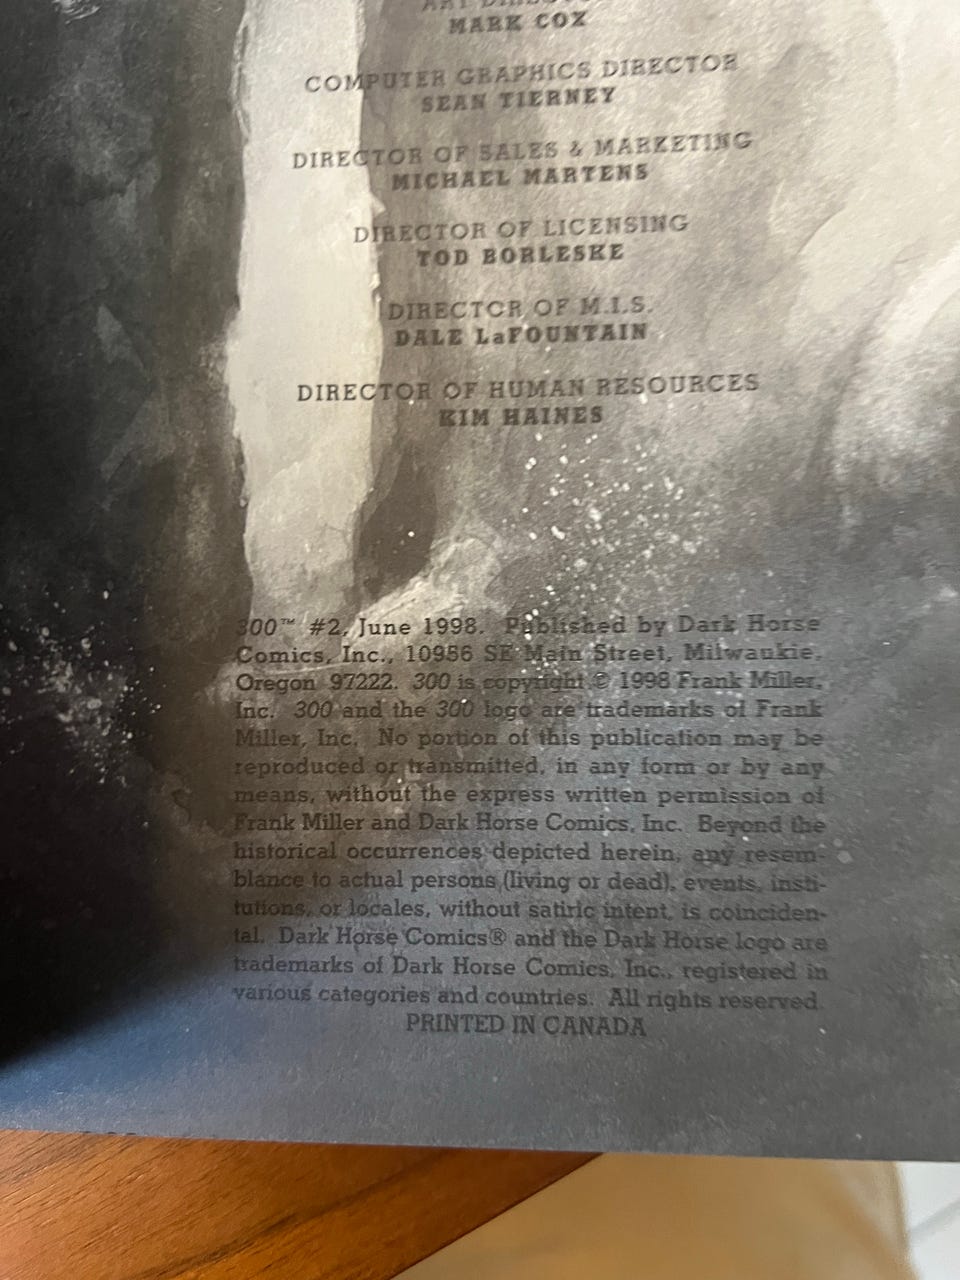 ART DIRECTOR
MARK COX
COMPUTER GRAPHICS DIRECTOR
SEAN TIERNEY
DIRECTOR OF SALES & MARKETING
MICHAEL MARTENS
DIRECTOR OF LICENSING
TOD BORLESKE
DIRECTOR OF M.I.S.
DALE LaFOUNTAIN
DIRECTOR OF HUMAN RESOURCES
KIM HAINES
300™ #2, June 1998. Published by Dark Horse
Comics, Inc., 10956 SE Main Street, Milwaukie,
Oregon 97222. 300 is copyright © 1998 Frank Miller,
Inc. 300 and the 300 logo are trademarks of Frank
Miller, Inc. No portion of this publication may be
reproduced or transmitted, in any form or by any
means, without the express written permission of
Frank Miller and Dark Horse Comics, Inc. Beyond the
historical occurrences depicted herein, any resem-
blance to actual persons (living or dead), events, insti-
tutions, or locales, without satiric intent, is coinciden-
tal. Dark Horse Comics® and the Dark Horse logo are
trademarks of Dark Horse Comics, Inc., registered in
various categories and countries. All rights reserved.
PRINTED IN CANADA